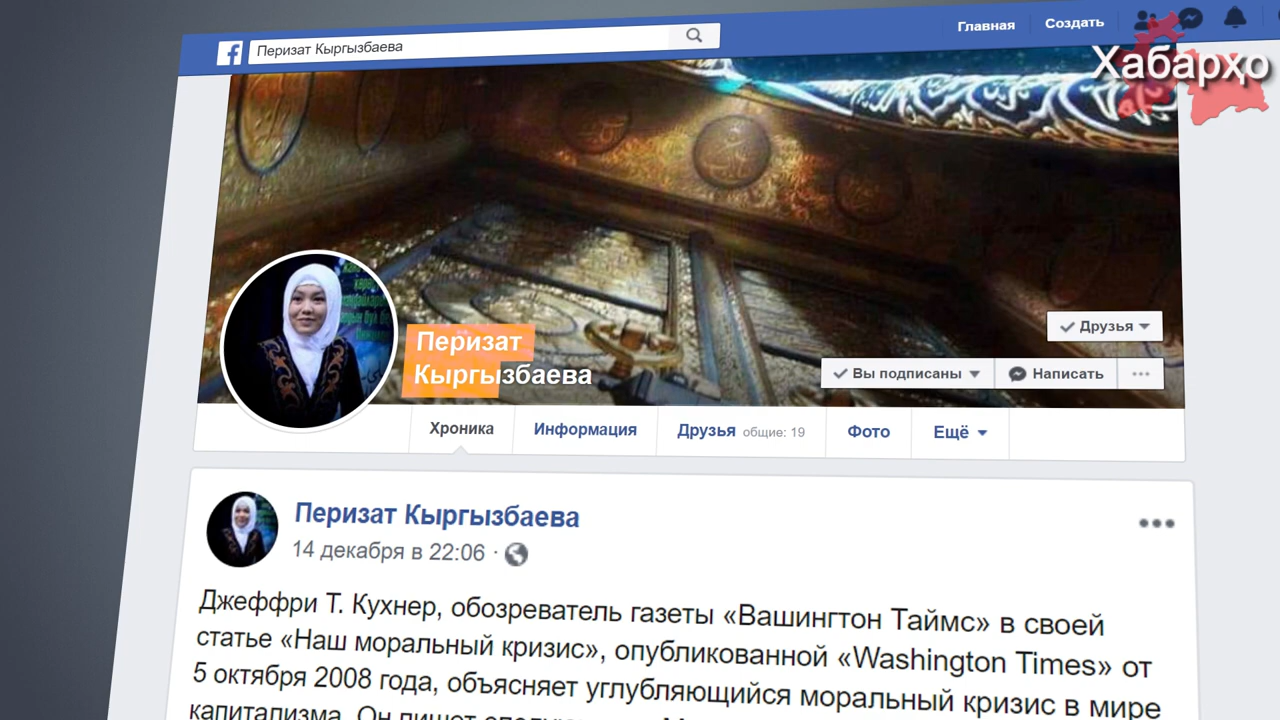 Перизат Кыргызбаева
Главная
Создать
Хабарҳо
Перизат
Кыргызбаева
Друзья
Вы подписаны
Написать
Хроника
Информация
Друзья общие: 19
Фото
Ещё
Перизат Кыргызбаева
14 декабря в 22:06 ·
Джеффри Т. Кухнер, обозреватель газеты «Вашингтон Таймс» в своей
статье «Наш моральный кризис», опубликованной «Washington Times» от
5 октября 2008 года, объясняет углубляющийся моральный кризис в мире
капитализма. Он пишет